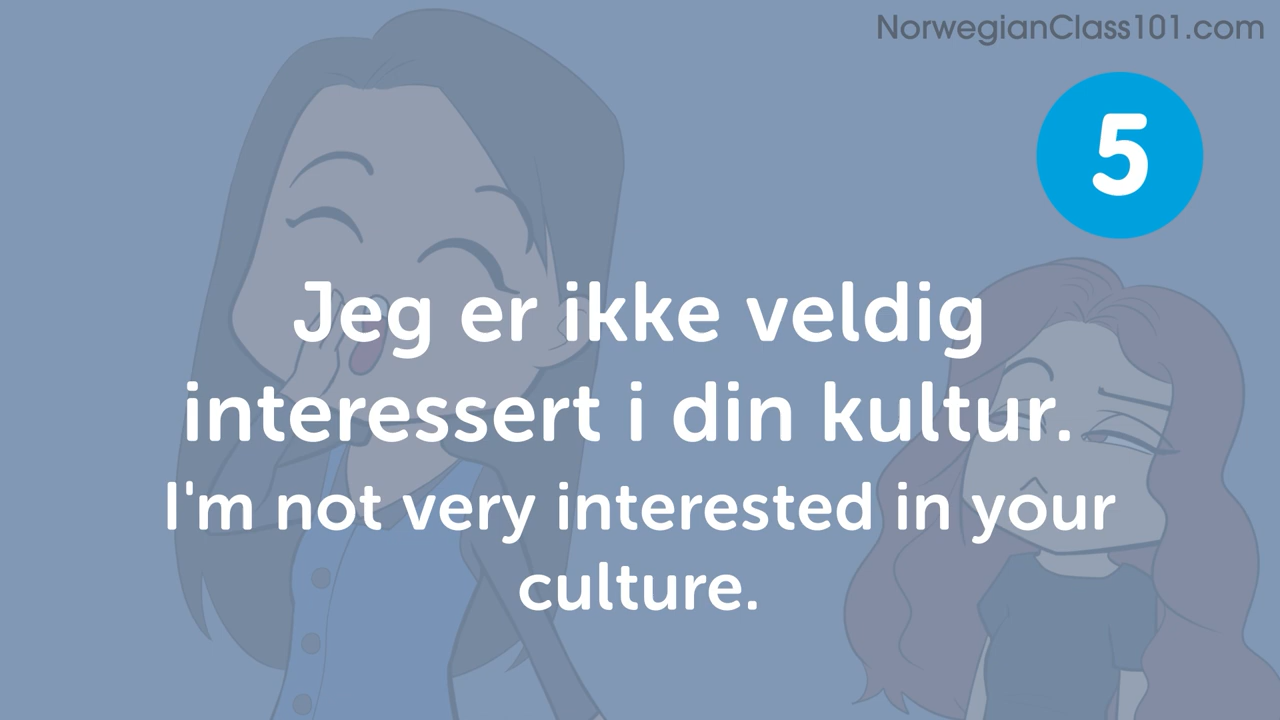 NorwegianClass101.com
5
Jeg er ikke veldig
interessert i din kultur.
I'm not very interested in your
culture.